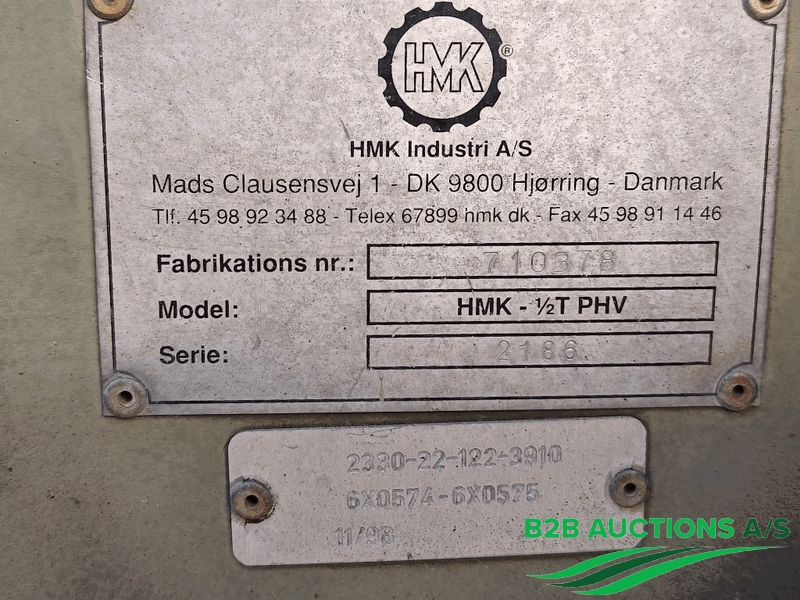 HMK®
HMK Industri A/S
Mads Clausensvej 1 - DK 9800 Hjørring - Danmark
Tlf. 45 98 92 34 88 - Telex 67899 hmk dk - Fax 45 98 91 14 46
Fabrikations nr.: 710378
Model: HMK - ½T PHV
Serie: 2186
2330-22-122-3910
6X0574-6X0575
11/98
B2B AUCTIONS A/S